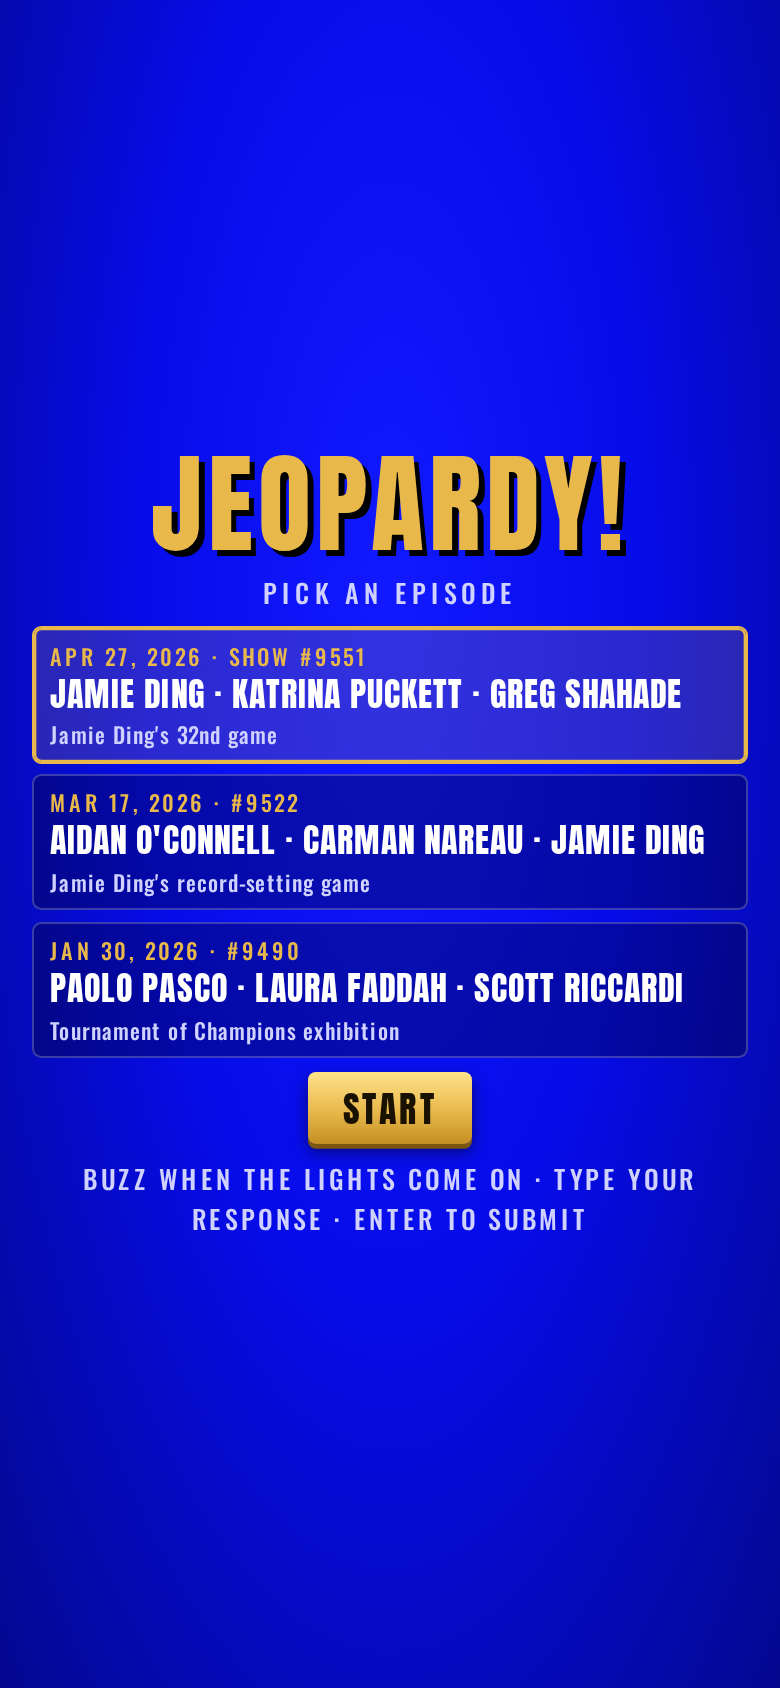 JEOPARDY!
PICK AN EPISODE
APR 27, 2026 · SHOW #9551
JAMIE DING · KATRINA PUCKETT · GREG SHAHADE
Jamie Ding's 32nd game
MAR 17, 2026 · #9522
AIDAN O'CONNELL · CARMAN NAREAU · JAMIE DING
Jamie Ding's record-setting game
JAN 30, 2026 · #9490
PAOLO PASCO · LAURA FADDAH · SCOTT RICCARDI
Tournament of Champions exhibition
START
BUZZ WHEN THE LIGHTS COME ON · TYPE YOUR
RESPONSE · ENTER TO SUBMIT